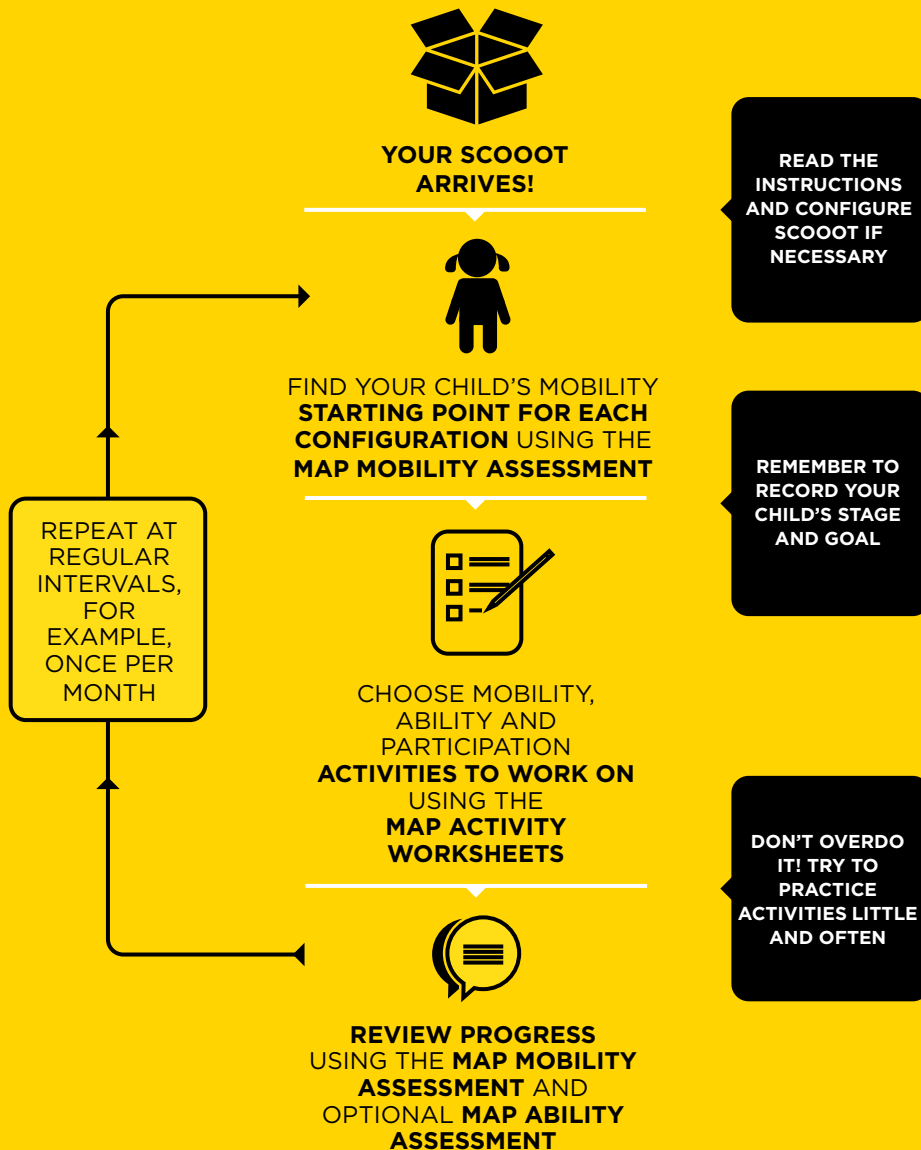 YOUR SCOOOT
ARRIVES!
READ THE
INSTRUCTIONS
AND CONFIGURE
SCOOOT IF
NECESSARY
FIND YOUR CHILD'S MOBILITY
STARTING POINT FOR EACH
CONFIGURATION USING THE
MAP MOBILITY ASSESSMENT
REMEMBER TO
RECORD YOUR
CHILD'S STAGE
AND GOAL
REPEAT AT
REGULAR
INTERVALS,
FOR
EXAMPLE,
ONCE PER
MONTH
CHOOSE MOBILITY,
ABILITY AND
PARTICIPATION
ACTIVITIES TO WORK ON
USING THE
MAP ACTIVITY
WORKSHEETS
DON'T OVERDO
IT! TRY TO
PRACTICE
ACTIVITIES LITTLE
AND OFTEN
REVIEW PROGRESS
USING THE MAP MOBILITY
ASSESSMENT AND
OPTIONAL MAP ABILITY
ASSESSMENT